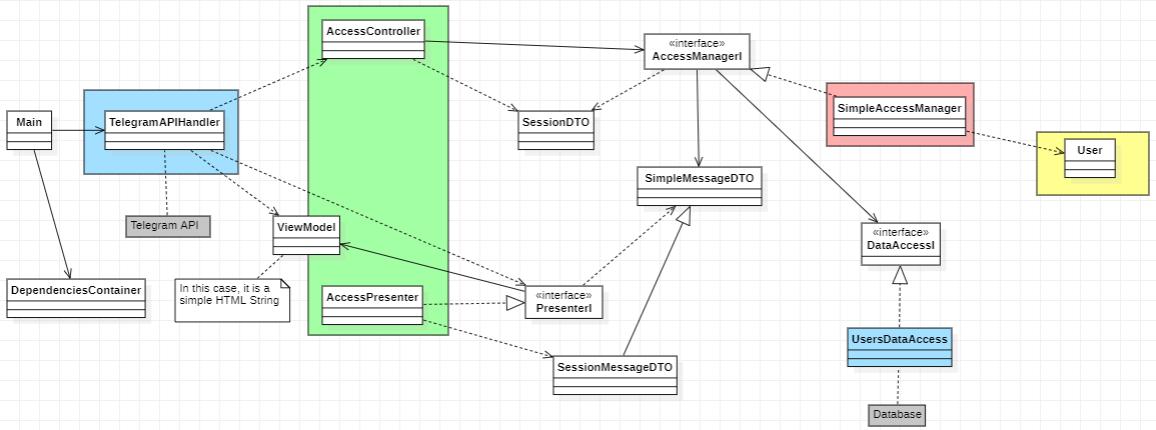 AccessController
«interface»
AccessManagerI
SimpleAccessManager
Main
TelegramAPIHandler
SessionDTO
User
SimpleMessageDTO
Telegram API
ViewModel
«interface»
DataAccessI
DependenciesContainer
In this case, it is a
simple HTML String
AccessPresenter
«interface»
PresenterI
UsersDataAccess
SessionMessageDTO
Database